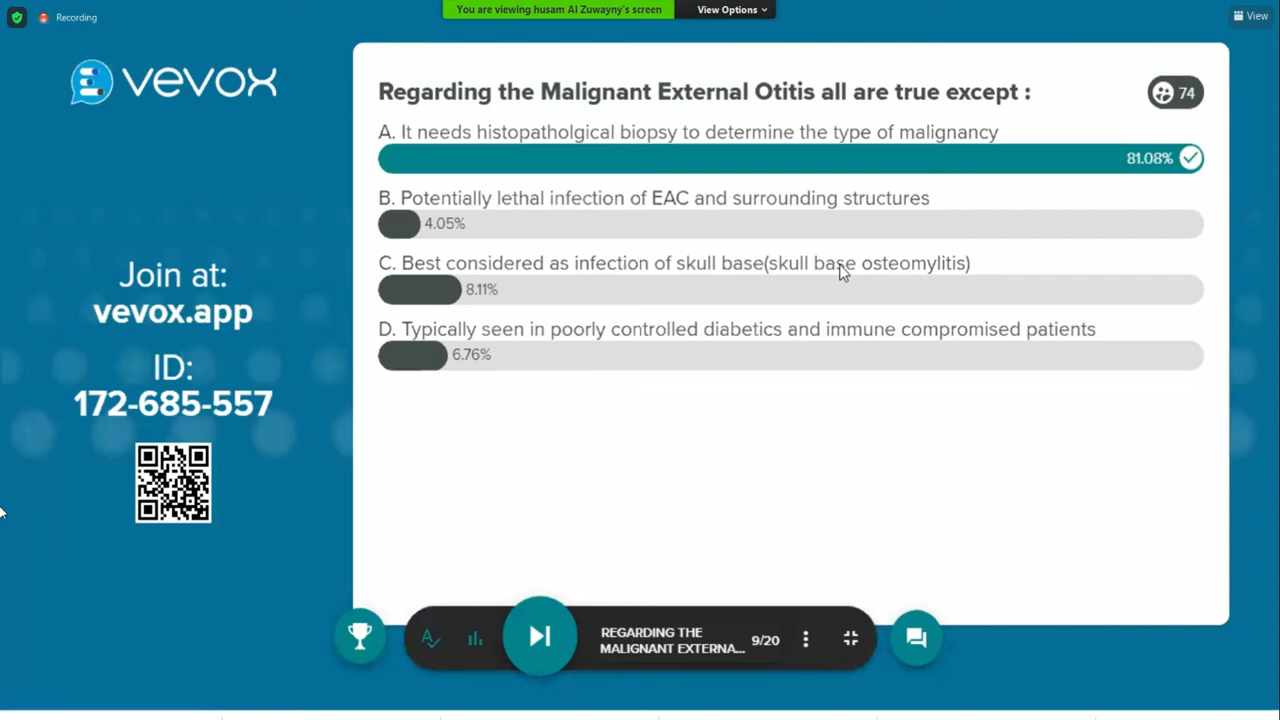 Recording
You are viewing husam Al Zuwayny's screen
View Options
View
vevox
Regarding the Malignant External Otitis all are true except :
74
A. It needs histopatholgical biopsy to determine the type of malignancy
81.08%
B. Potentially lethal infection of EAC and surrounding structures
4.05%
C. Best considered as infection of skull base(skull base osteomylitis)
8.11%
D. Typically seen in poorly controlled diabetics and immune compromised patients
6.76%
Join at:
vevox.app
ID:
172-685-557
REGARDING THE
MALIGNANT EXTERNA...
9/20